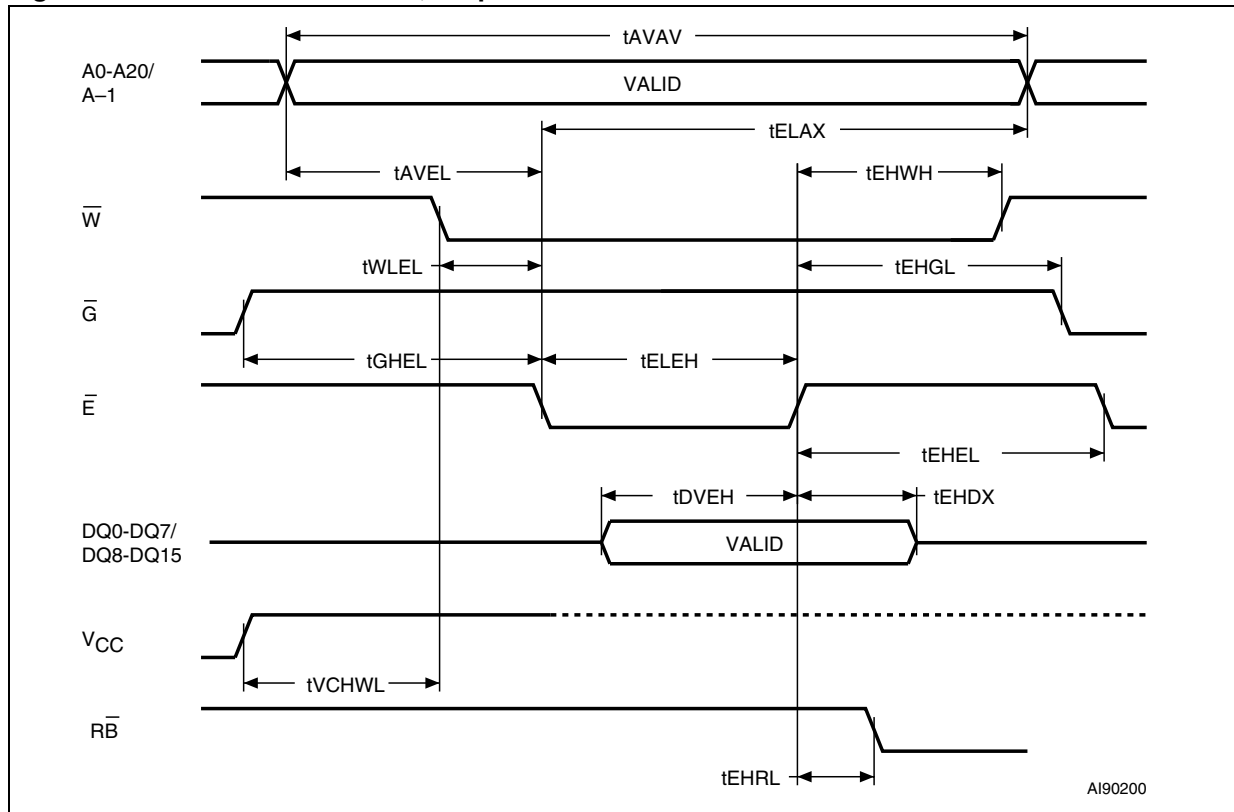 tAVAV
A0-A20/
A–1
VALID
tELAX
tAVEL
tEHWH
W̅
tWLEL
tEHGL
G̅
tGHEL
tELEH
E̅
tEHEL
tDVEH
tEHDX
DQ0-DQ7/
DQ8-DQ15
VALID
VCC
tVCHWL
RB̅
tEHRL
AI90200